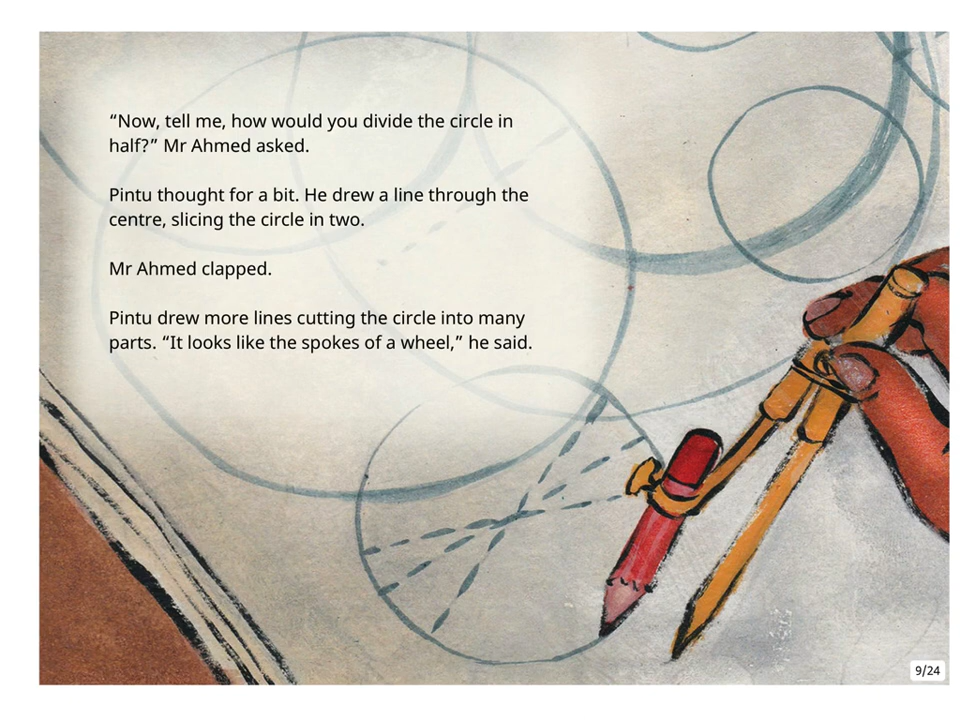 “Now, tell me, how would you divide the circle in
half?” Mr Ahmed asked.
Pintu thought for a bit. He drew a line through the
centre, slicing the circle in two.
Mr Ahmed clapped.
Pintu drew more lines cutting the circle into many
parts. “It looks like the spokes of a wheel,” he said.
9/24